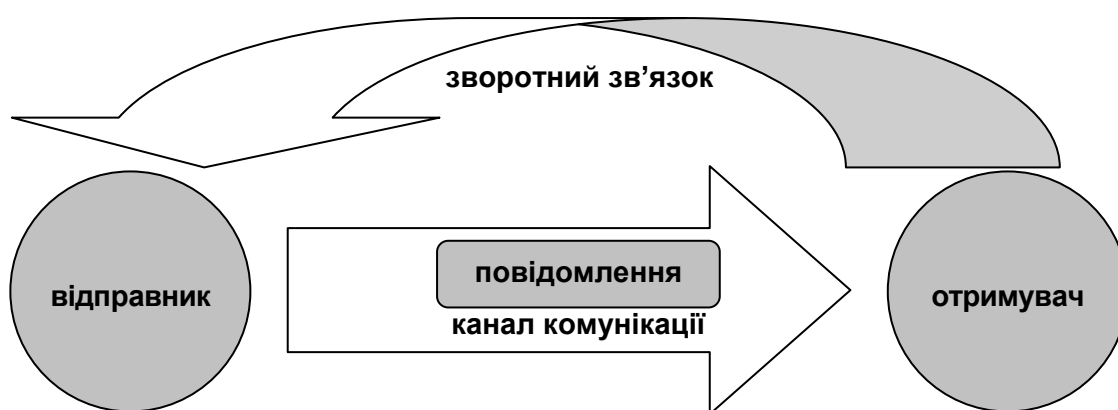 зворотний зв’язок
відправник
повідомлення
канал комунікації
отримувач